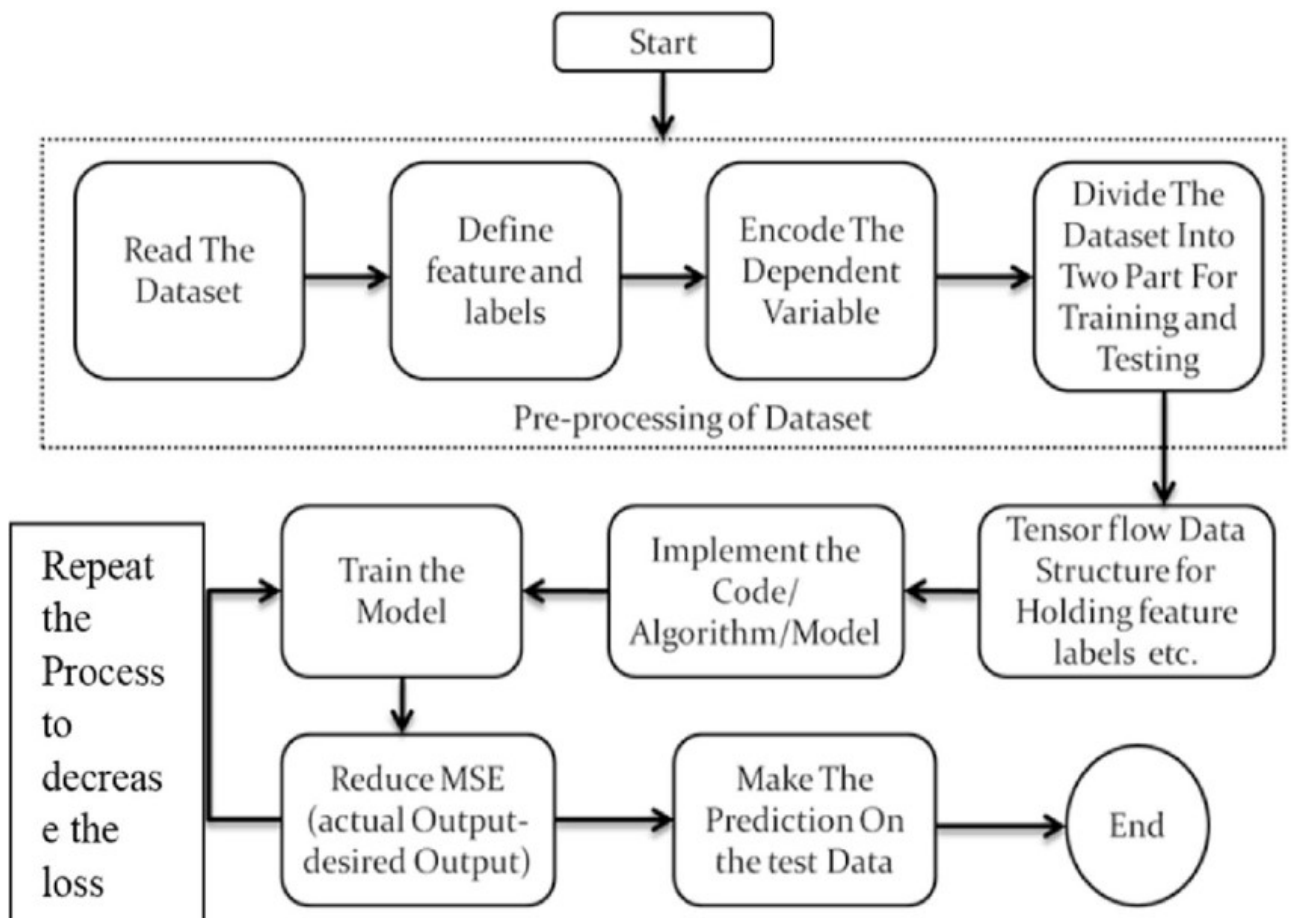 Start
Read The
Dataset
Define
feature and
labels
Encode The
Dependent
Variable
Divide The
Dataset Into
Two Part For
Training and
Testing
Pre-processing of Dataset
Tensor flow Data
Structure for
Holding feature
labels etc.
Implement the
Code/
Algorithm/Model
Train the
Model
Repeat
the
Process
to
decreas
e the
loss
Reduce MSE
(actual Output-
desired Output)
Make The
Prediction On
the test Data
End